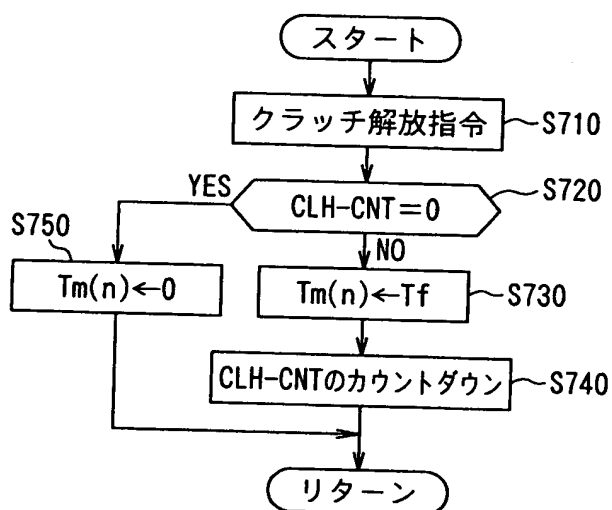 スタート
クラッチ解放指令
S710
YES
CLH-CNT=0
S720
S750
NO
Tm(n)←0
Tm(n)←Tf
S730
CLH-CNTのカウントダウン
S740
リターン